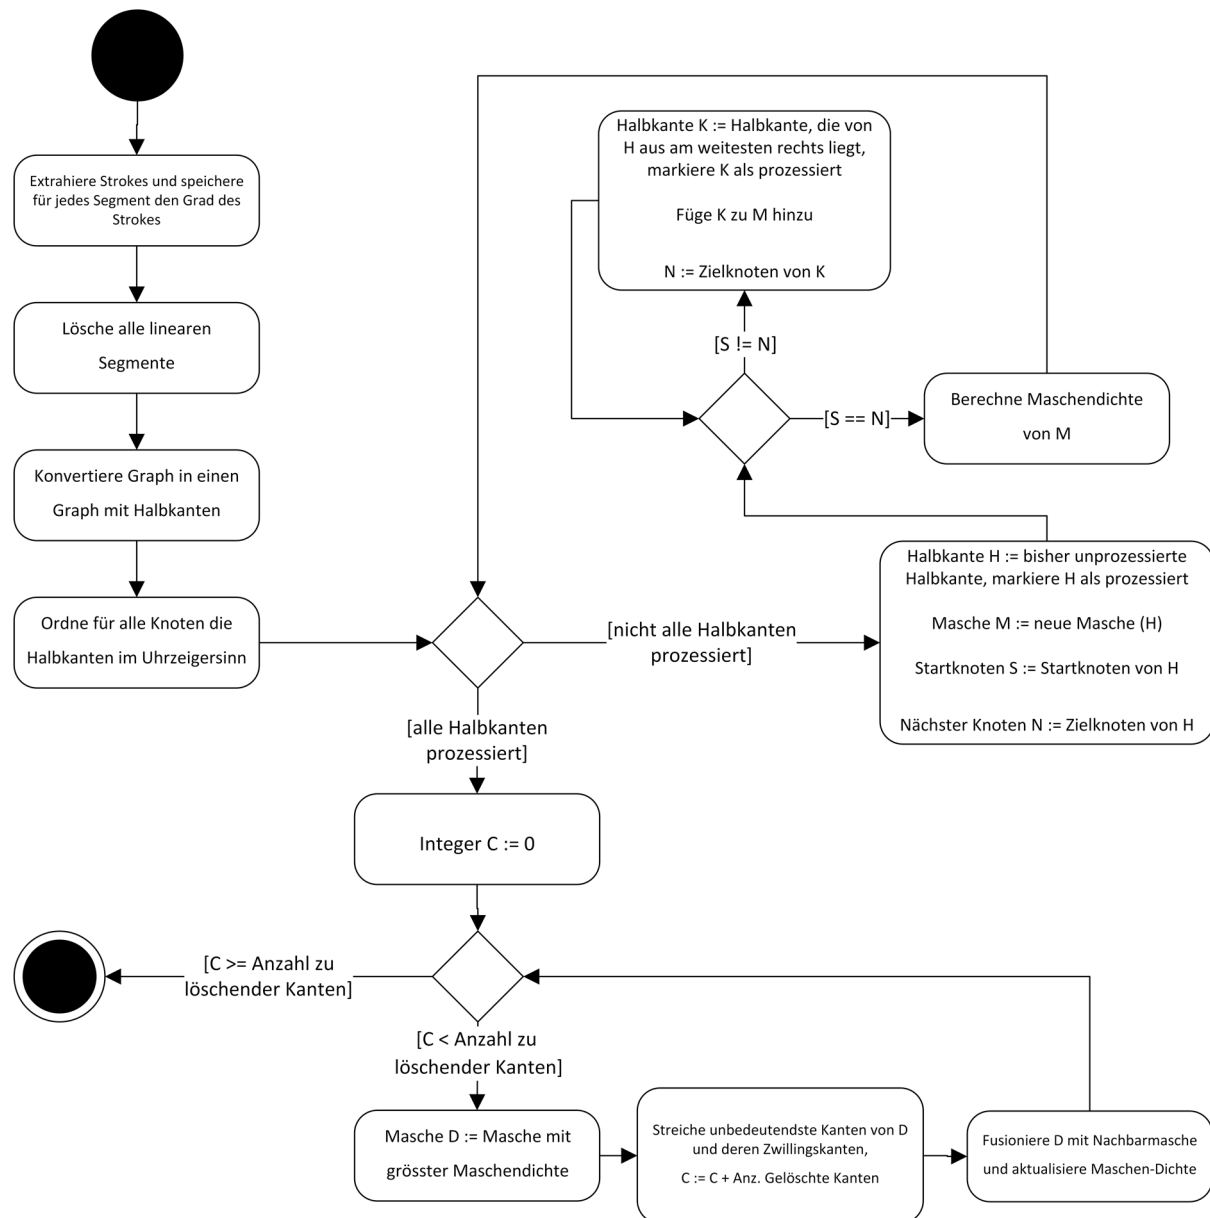 Extrahiere Strokes und speichere
für jedes Segment den Grad des
Strokes
Lösche alle linearen
Segmente
Konvertiere Graph in einen
Graph mit Halbkanten
Ordne für alle Knoten die
Halbkanten im Uhrzeigersinn
[nicht alle Halbkanten
prozessiert]
Halbkante H := bisher unprozessierte
Halbkante, markiere H als prozessiert
Masche M := neue Masche (H)
Startknoten S := Startknoten von H
Nächster Knoten N := Zielknoten von H
Halbkante K := Halbkante, die von
H aus am weitesten rechts liegt,
markiere K als prozessiert
Füge K zu M hinzu
N := Zielknoten von K
[S != N]
[S == N]
Berechne Maschendichte
von M
[alle Halbkanten
prozessiert]
Integer C := 0
[C >= Anzahl zu
löschender Kanten]
[C < Anzahl zu
löschender Kanten]
Masche D := Masche mit
grösster Maschendichte
Streiche unbedeutendste Kanten von D
und deren Zwillingskanten,
C := C + Anz. Gelöschte Kanten
Fusioniere D mit Nachbarmasche
und aktualisiere Maschen-Dichte